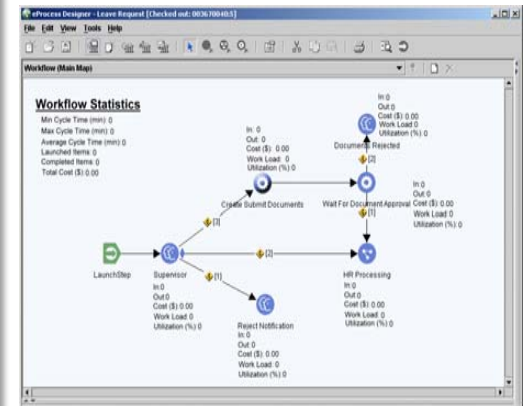 eProcess Designer - Leave Request [Checked out: 003670040:5]
File Edit View Tools Help
Workflow (Main Map)
Workflow Statistics
Min Cycle Time (min): 0
Max Cycle Time (min): 0
Average Cycle Time (min): 0
Launched Items: 0
Completed Items: 0
Total Cost ($): 0.00
In: 0
Out: 0
Cost ($): 0.00
Work Load: 0
Utilization (%): 0
Documents Rejected
[2]
In: 0
Out: 0
Cost ($): 0.00
Work Load: 0
Utilization (%): 0
Create Submit Documents
Wait For Document Approval
In: 0
Out: 0
Cost ($): 0.00
Work Load: 0
Utilization (%): 0
[3]
[1]
[2]
LaunchStep
Supervisor
In: 0
Out: 0
Cost ($): 0.00
Work Load: 0
Utilization (%): 0
[1]
HR Processing
In: 0
Out: 0
Cost ($): 0.00
Work Load: 0
Utilization (%): 0
Reject Notification
In: 0
Out: 0
Cost ($): 0.00
Work Load: 0
Utilization (%): 0